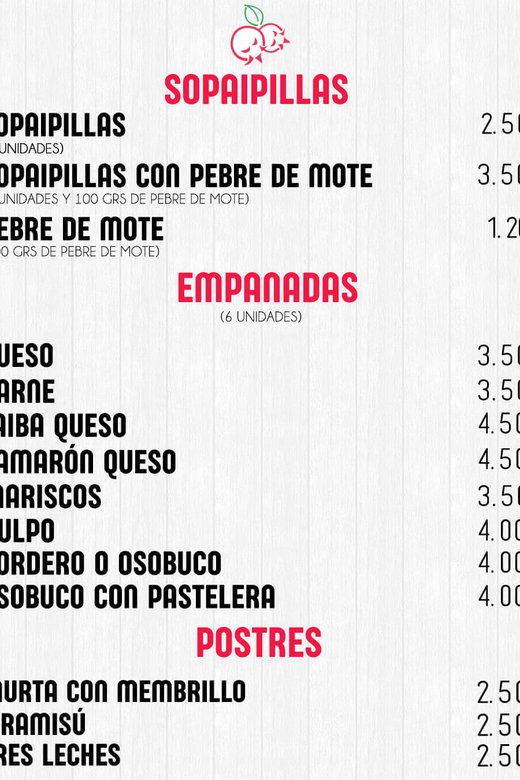 SOPAIPILLAS
OPAIPILLAS 2.50
UNIDADES)
OPAIPILLAS CON PEBRE DE MOTE 3.50
UNIDADES Y 100 GRS DE PEBRE DE MOTE)
EBRE DE MOTE 1.20
00 GRS DE PEBRE DE MOTE)
EMPANADAS
(6 UNIDADES)
UESO 3.50
ARNE 3.50
AIBA QUESO 4.50
AMARÓN QUESO 4.50
MARISCOS 3.50
ULPO 4.00
ORDERO O OSOBUCO 4.00
SOBUCO CON PASTELERA 4.00
POSTRES
MURTA CON MEMBRILLO 2.50
RAMISÚ 2.50
RES LECHES 2.50